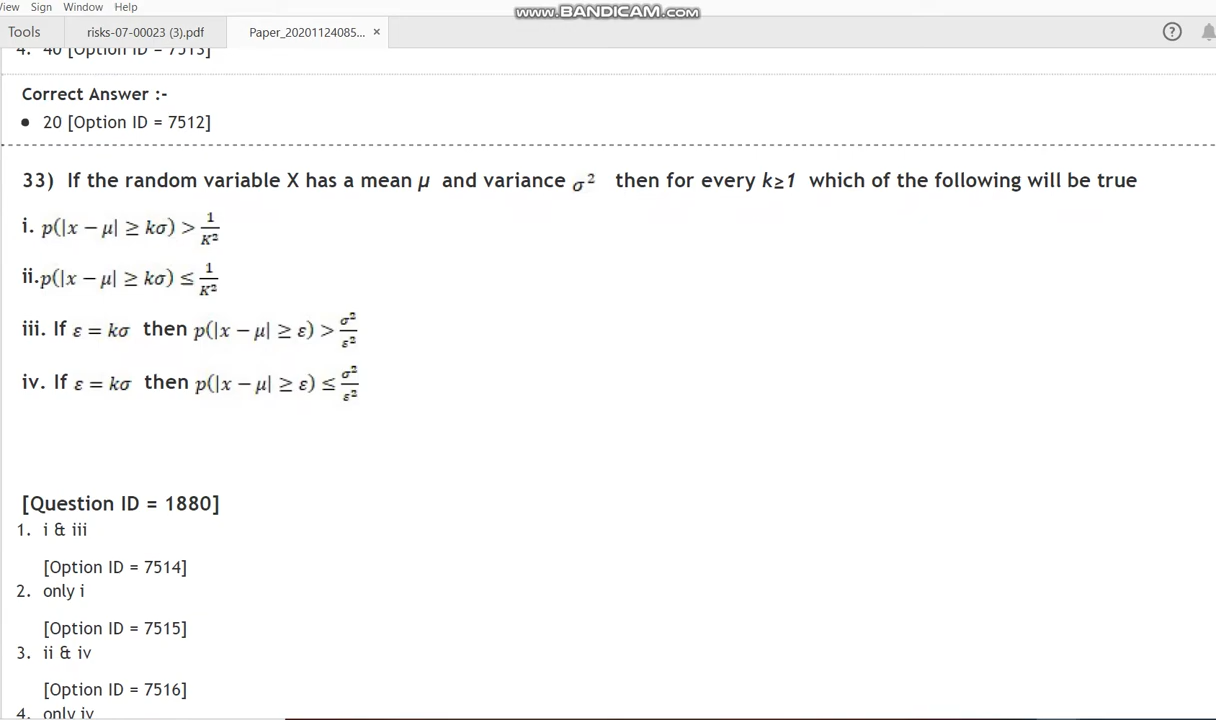 View Sign Window Help
www.BANDICAM.com
Tools risks-07-00023 (3).pdf Paper_20201124085... ×
4. 40 [Option ID = 7513]
Correct Answer :-
• 20 [Option ID = 7512]
33) If the random variable X has a mean μ and variance σ² then for every k≥1 which of the following will be true
i. p(|x − μ| ≥ kσ) > 1/K²
ii.p(|x − μ| ≥ kσ) ≤ 1/K²
iii. If ε = kσ then p(|x − μ| ≥ ε) > σ²/ε²
iv. If ε = kσ then p(|x − μ| ≥ ε) ≤ σ²/ε²
[Question ID = 1880]
1. i & iii
[Option ID = 7514]
2. only i
[Option ID = 7515]
3. ii & iv
[Option ID = 7516]
4. only iv